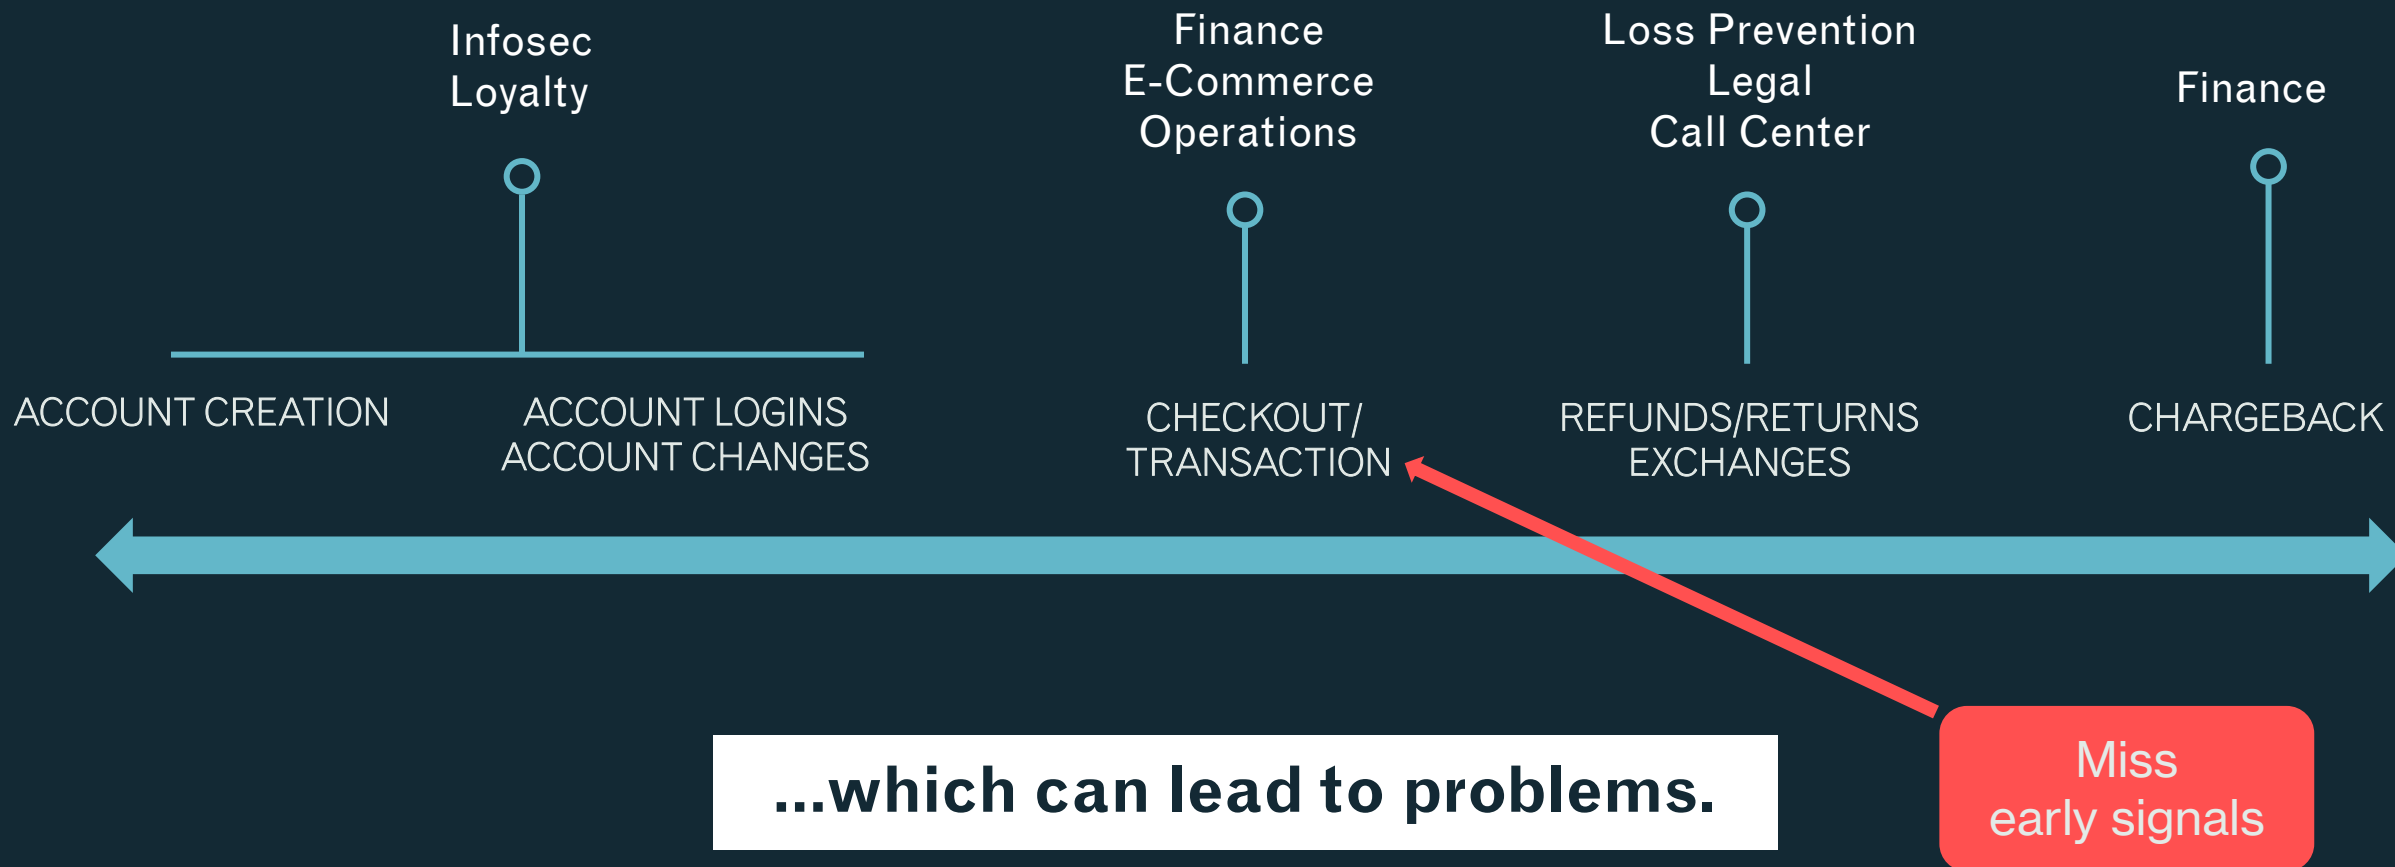 Infosec
Loyalty
Finance
E-Commerce
Operations
Loss Prevention
Legal
Call Center
Finance
ACCOUNT CREATION
ACCOUNT LOGINS
ACCOUNT CHANGES
CHECKOUT/
TRANSACTION
REFUNDS/RETURNS
EXCHANGES
CHARGEBACK
...which can lead to problems.
Miss
early signals